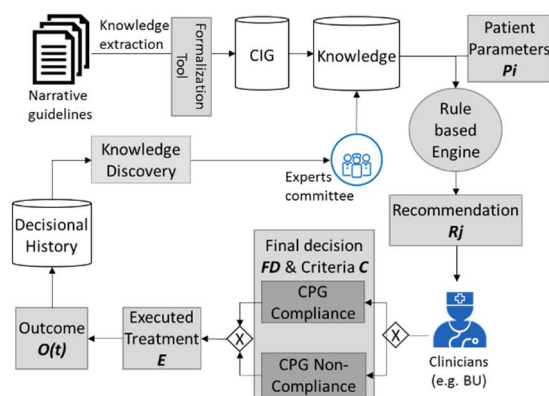 Knowledge
extraction
Narrative
guidelines
Formalization
Tool
CIG
Knowledge
Patient
Parameters
Pi
Rule
based
Engine
Knowledge
Discovery
Experts
committee
Recommendation
Rj
Decisional
History
Final decision
FD & Criteria C
CPG
Compliance
CPG Non-
Compliance
X
X
Outcome
O(t)
Executed
Treatment
E
Clinicians
(e.g. BU)